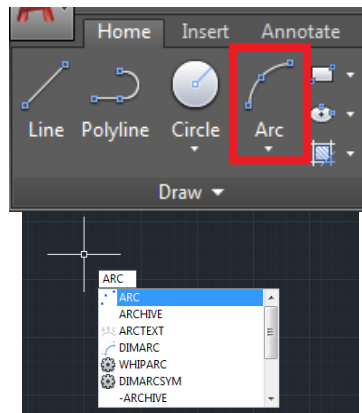 Home Insert Annotate
Line Polyline Circle Arc
Draw
ARC
ARC
ARCHIVE
ARCTEXT
DIMARC
WHIPARC
DIMARCSYM
-ARCHIVE